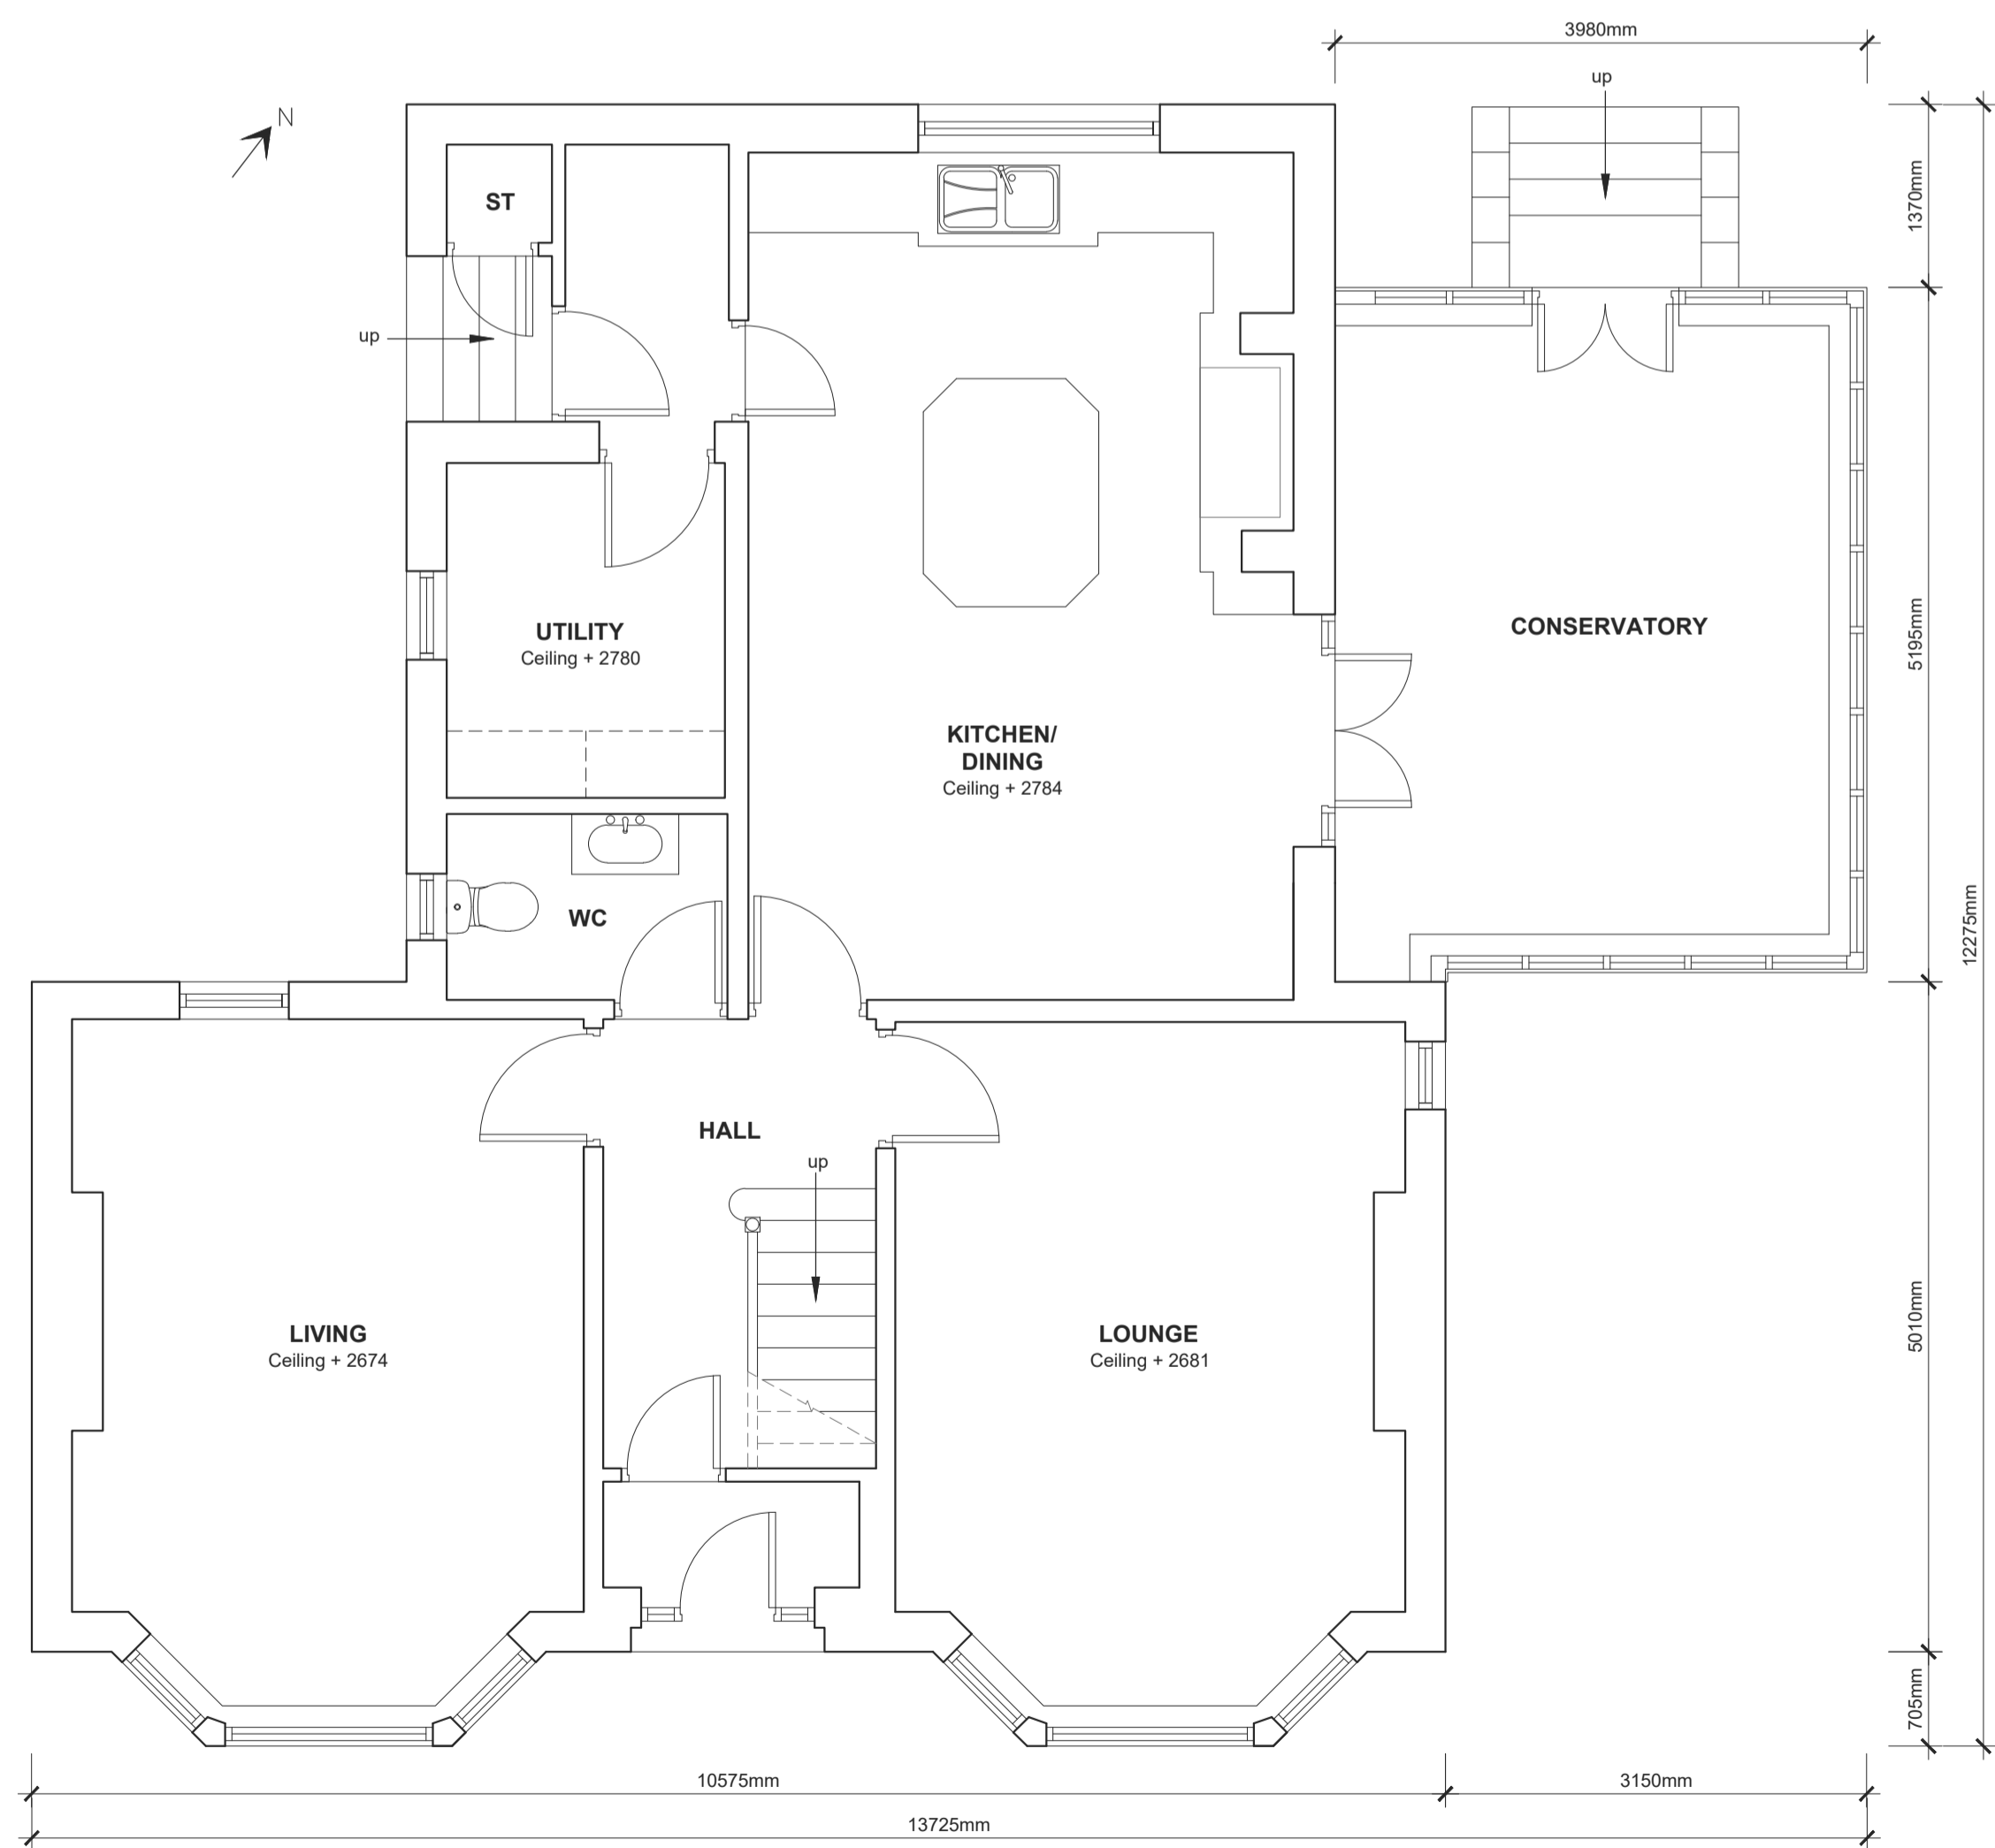 3980mm
up
N
1370mm
ST
up
5195mm
UTILITY
Ceiling + 2780
CONSERVATORY
KITCHEN/
DINING
Ceiling + 2784
WC
12275mm
HALL
up
LIVING
Ceiling + 2674
LOUNGE
Ceiling + 2681
5010mm
705mm
10575mm
3150mm
13725mm